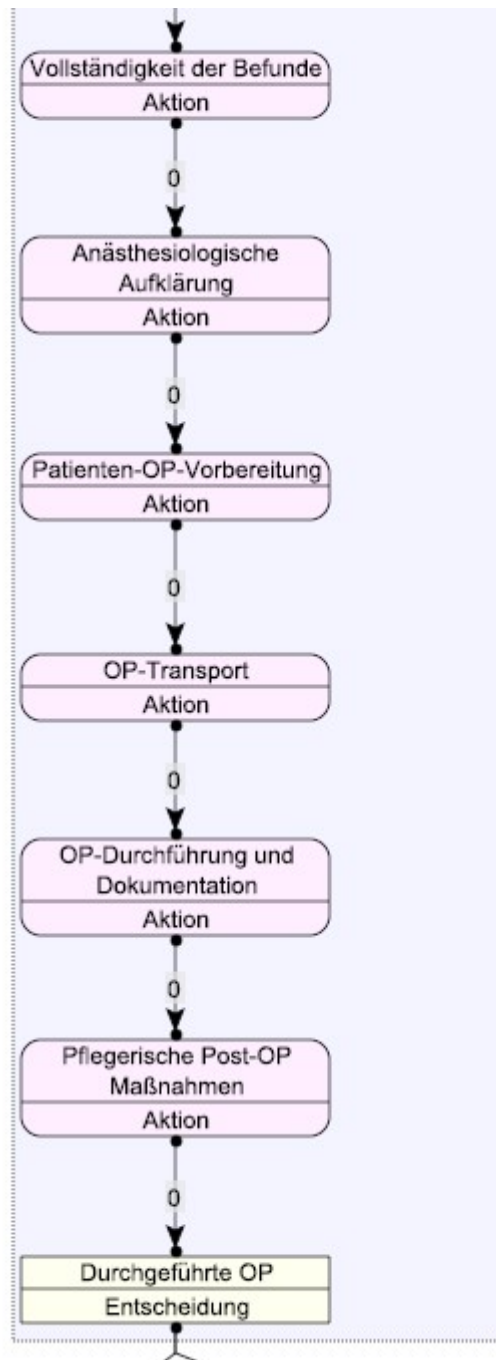 Vollständigkeit der Befunde
Aktion
0
Anästhesiologische
Aufklärung
Aktion
0
Patienten-OP-Vorbereitung
Aktion
0
OP-Transport
Aktion
0
OP-Durchführung und
Dokumentation
Aktion
0
Pflegerische Post-OP
Maßnahmen
Aktion
0
Durchgeführte OP
Entscheidung